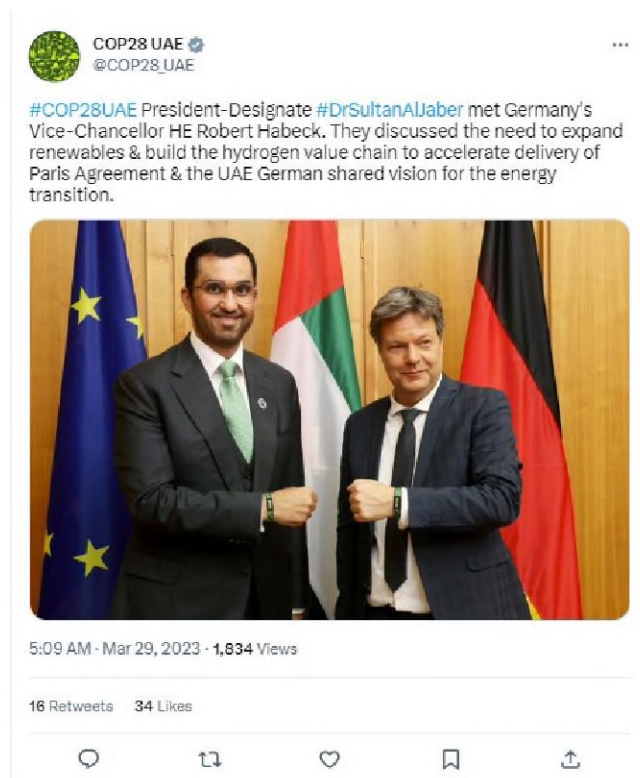 COP28 UAE
@COP28_UAE
#COP28UAE President-Designate #DrSultanAlJaber met Germany's
Vice-Chancellor HE Robert Habeck. They discussed the need to expand
renewables & build the hydrogen value chain to accelerate delivery of
Paris Agreement & the UAE German shared vision for the energy
transition.
5:09 AM · Mar 29, 2023 · 1,834 Views
16 Retweets 34 Likes